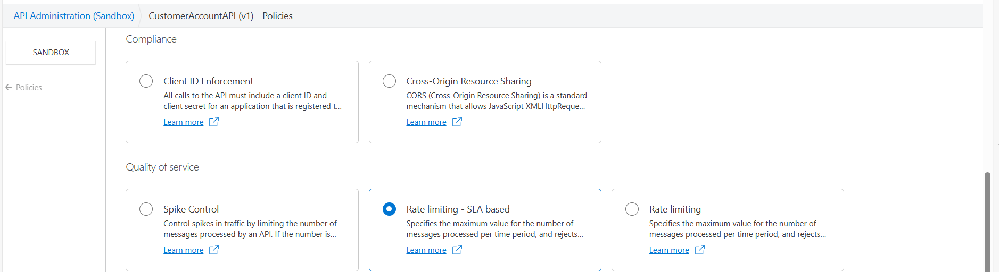 API Administration (Sandbox)
CustomerAccountAPI (v1) - Policies
SANDBOX
Policies
Compliance
Client ID Enforcement
All calls to the API must include a client ID and
client secret for an application that is registered t...
Learn more
Cross-Origin Resource Sharing
CORS (Cross-Origin Resource Sharing) is a standard
mechanism that allows JavaScript XMLHttpReque...
Learn more
Quality of service
Spike Control
Control spikes in traffic by limiting the number of
messages processed by an API. If the number is...
Learn more
Rate limiting - SLA based
Specifies the maximum value for the number of
messages processed per time period, and rejects...
Learn more
Rate limiting
Specifies the maximum value for the number of
messages processed per time period, and rejects...
Learn more